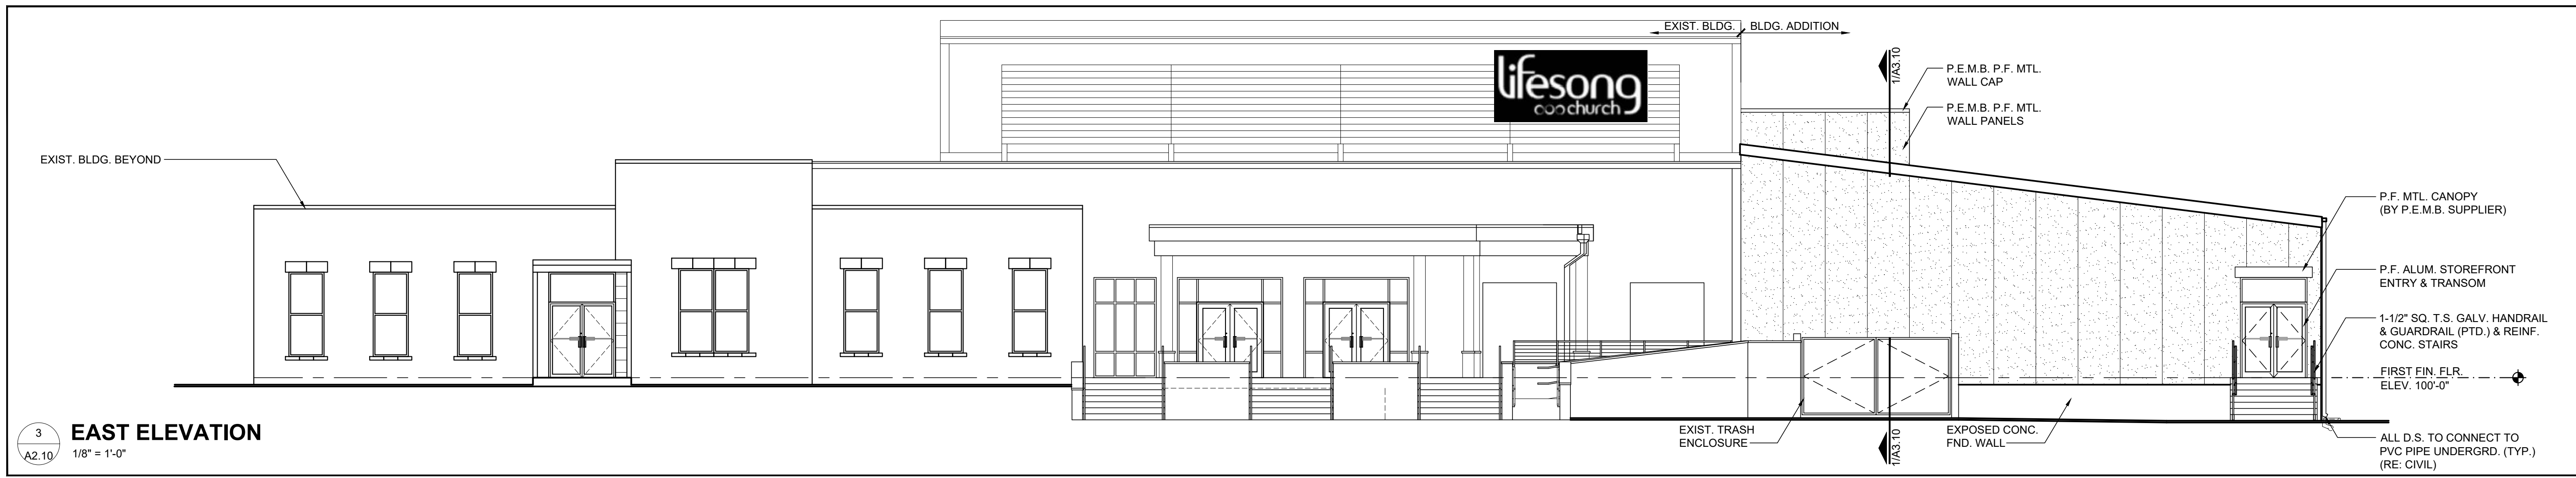 EXIST. BLDG.
BLDG. ADDITION
lifesong
church
1/A3.10
P.E.M.B. P.F. MTL.
WALL CAP
P.E.M.B. P.F. MTL.
WALL PANELS
EXIST. BLDG. BEYOND
P.F. MTL. CANOPY
(BY P.E.M.B. SUPPLIER)
P.F. ALUM. STOREFRONT
ENTRY & TRANSOM
1-1/2" SQ. T.S. GALV. HANDRAIL
& GUARDRAIL (PTD.) & REINF.
CONC. STAIRS
FIRST FIN. FLR.
ELEV. 100'-0"
3
A2.10
EAST ELEVATION
1/8" = 1'-0"
EXIST. TRASH
ENCLOSURE
1/A3.10
EXPOSED CONC.
FND. WALL
ALL D.S. TO CONNECT TO
PVC PIPE UNDERGRD. (TYP.)
(RE: CIVIL)